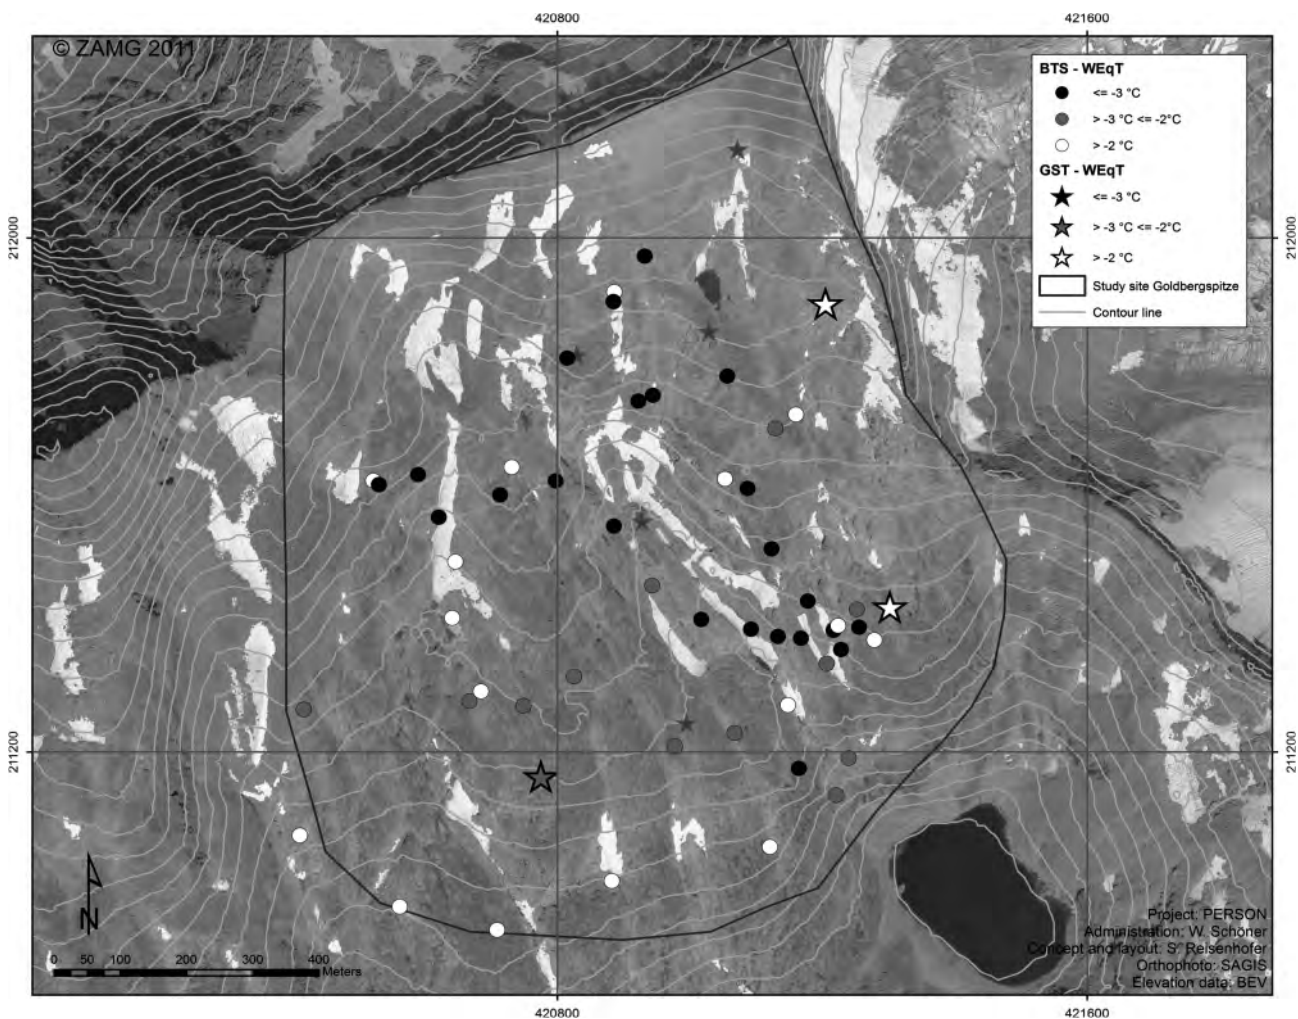 420800
421600
© ZAMG 2011
BTS - WEqT
<= -3 °C
> -3 °C <= -2°C
> -2 °C
GST - WEqT
<= -3 °C
> -3 °C <= -2°C
> -2 °C
Study site Goldbergspitze
Contour line
212000
212000
211200
211200
N
0 50 100 200 300 400
Meters
Project: PERSON
Administration: W. Schöner
Concept and layout: S. Reisenhofer
Orthophoto: SAGIS
Elevation data: BEV
420800
421600